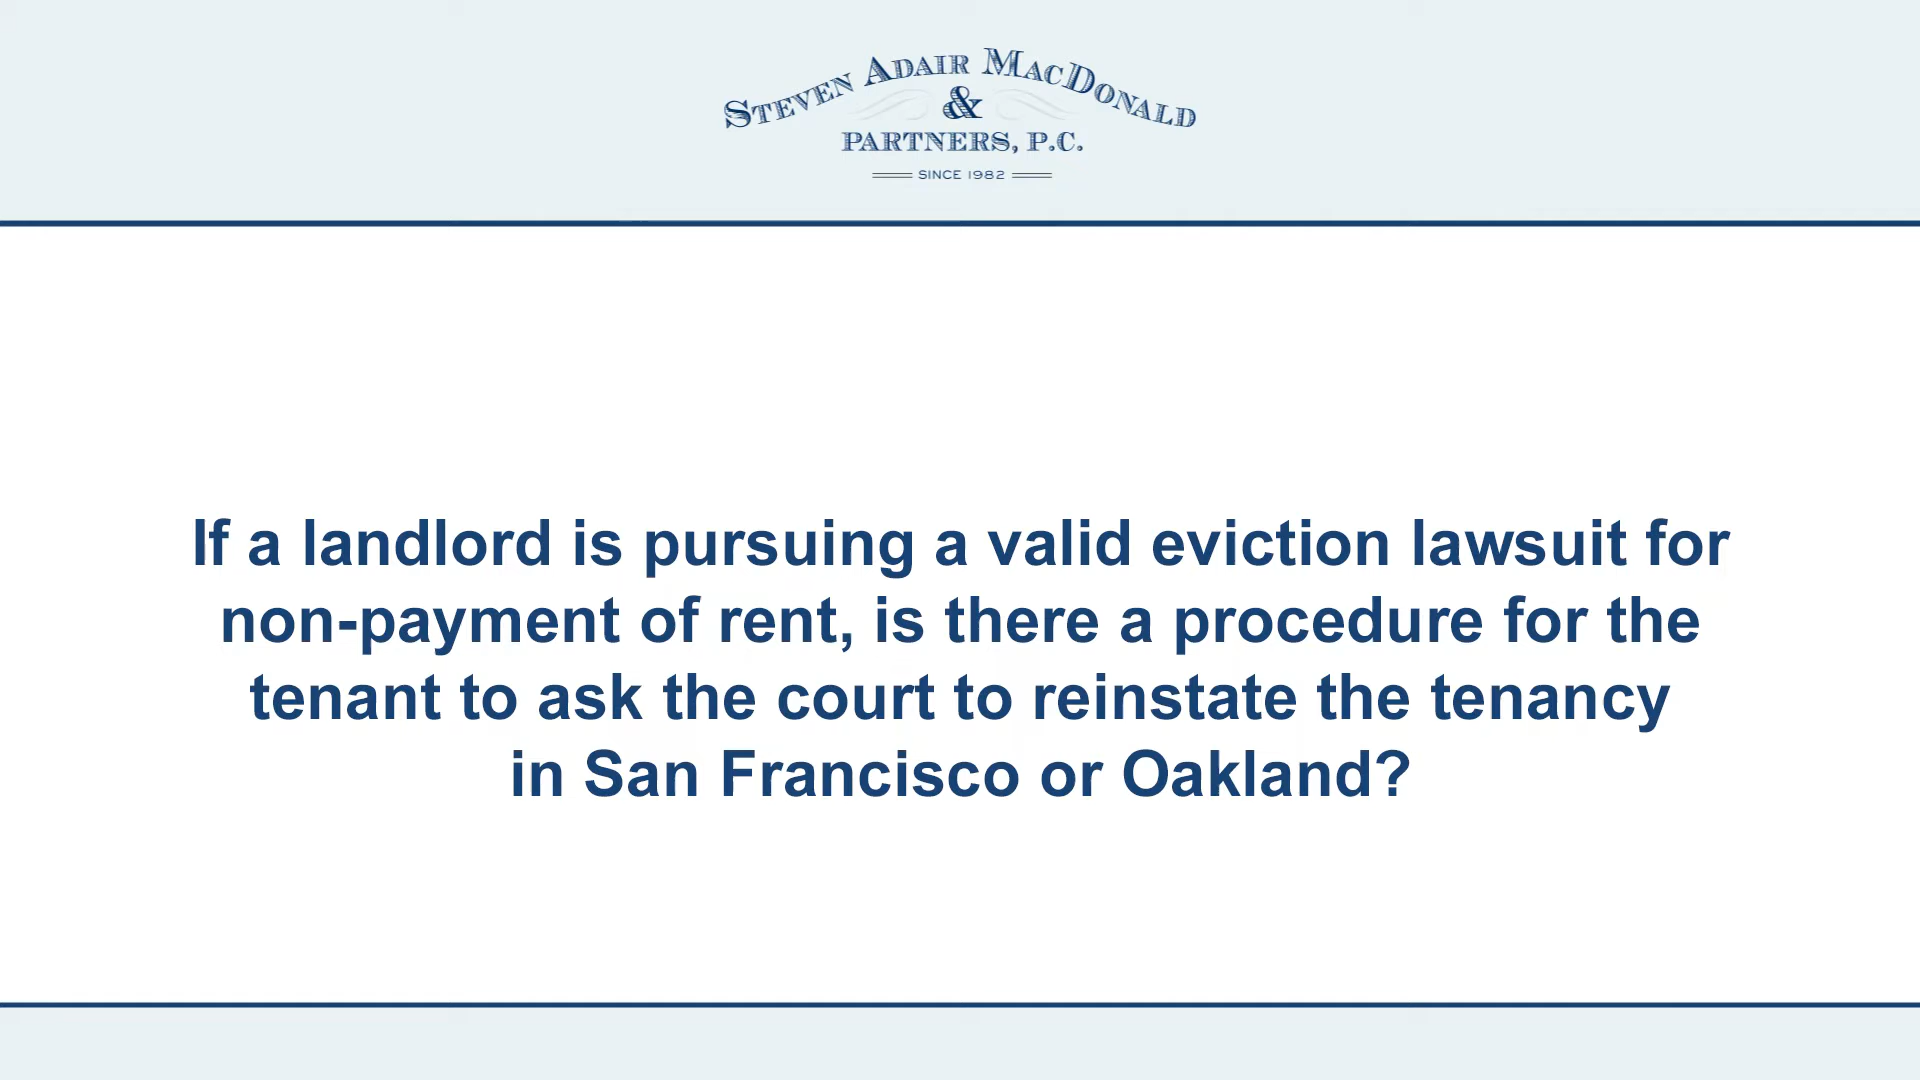 STEVEN ADAIR MACDONALD
&
PARTNERS, P.C.
SINCE 1982
If a landlord is pursuing a valid eviction lawsuit for
non-payment of rent, is there a procedure for the
tenant to ask the court to reinstate the tenancy
in San Francisco or Oakland?